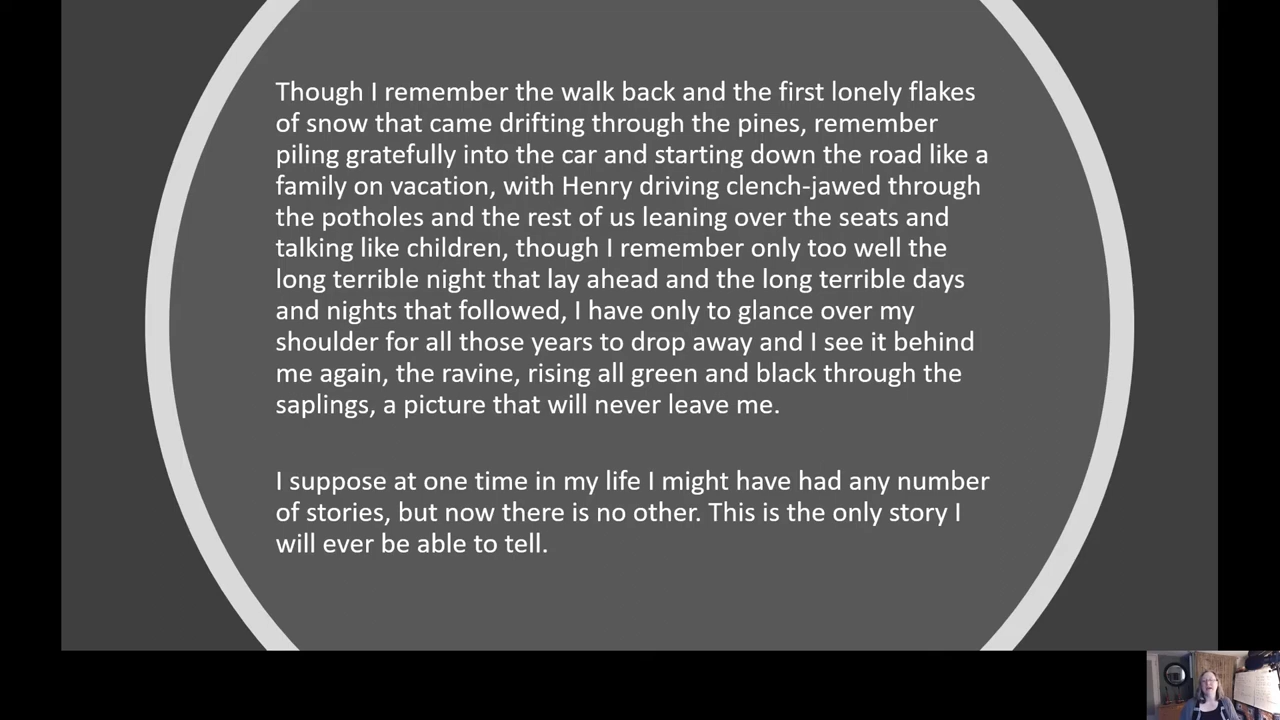 Though I remember the walk back and the first lonely flakes
of snow that came drifting through the pines, remember
piling gratefully into the car and starting down the road like a
family on vacation, with Henry driving clench-jawed through
the potholes and the rest of us leaning over the seats and
talking like children, though I remember only too well the
long terrible night that lay ahead and the long terrible days
and nights that followed, I have only to glance over my
shoulder for all those years to drop away and I see it behind
me again, the ravine, rising all green and black through the
saplings, a picture that will never leave me.
I suppose at one time in my life I might have had any number
of stories, but now there is no other. This is the only story I
will ever be able to tell.